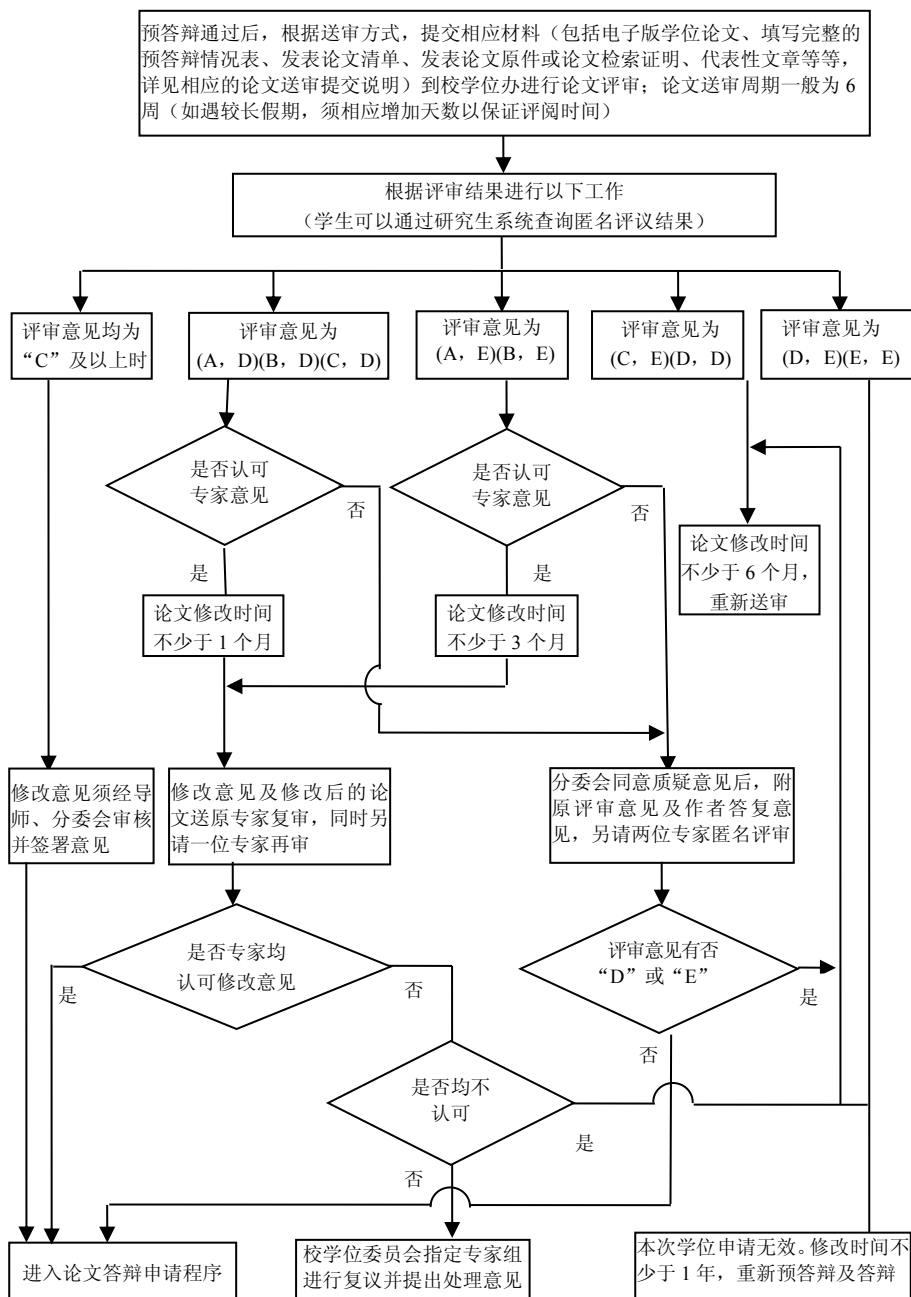 预答辩通过后，根据送审方式，提交相应材料（包括电子版学位论文、填写完整的
预答辩情况表、发表论文清单、发表论文原件或论文检索证明、代表性文章等等，
详见相应的论文送审提交说明）到校学位办进行论文评审；论文送审周期一般为 6
周（如遇较长假期，须相应增加天数以保证评阅时间）
根据评审结果进行以下工作
（学生可以通过研究生系统查询匿名评议结果）
评审意见均为
“C”及以上时
评审意见为
(A，D)(B，D)(C，D)
评审意见为
(A，E)(B，E)
评审意见为
(C，E)(D，D)
评审意见为
(D，E)(E，E)
是否认可
专家意见
否
是
是否认可
专家意见
否
是
论文修改时间
不少于 1 个月
论文修改时间
不少于 3 个月
论文修改时间
不少于 6 个月，
重新送审
修改意见须经导
师、分委会审核
并签署意见
修改意见及修改后的论
文送原专家复审，同时另
请一位专家再审
分委会同意质疑意见后，附
原评审意见及作者答复意
见，另请两位专家匿名评审
是否专家均
认可修改意见
是
否
评审意见有否
“D”或“E”
是
否
是否均不
认可
是
否
进入论文答辩申请程序
校学位委员会指定专家组
进行复议并提出处理意见
本次学位申请无效。修改时间不
少于 1 年，重新预答辩及答辩